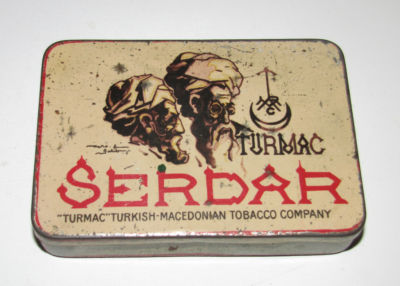 TURMAC
SERDAR
"TURMAC" TURKISH-MACEDONIAN TOBACCO COMPANY